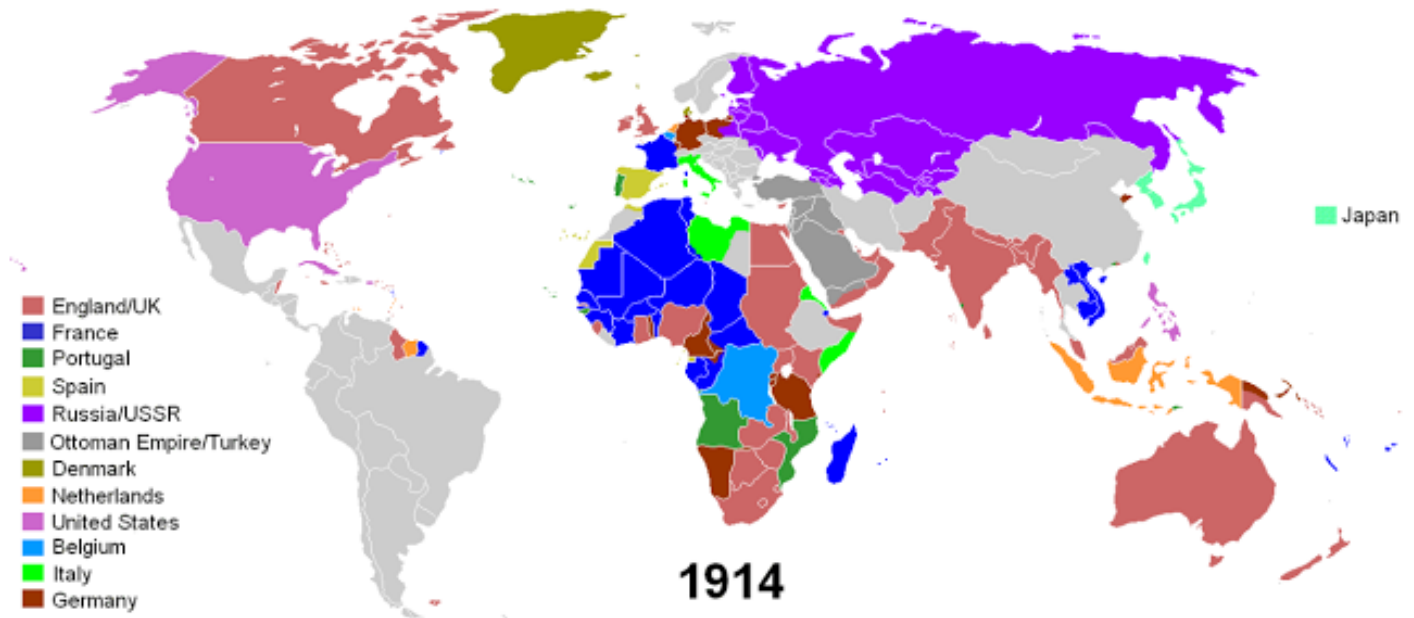 Japan
England/UK
France
Portugal
Spain
Russia/USSR
Ottoman Empire/Turkey
Denmark
Netherlands
United States
Belgium
Italy
Germany
1914